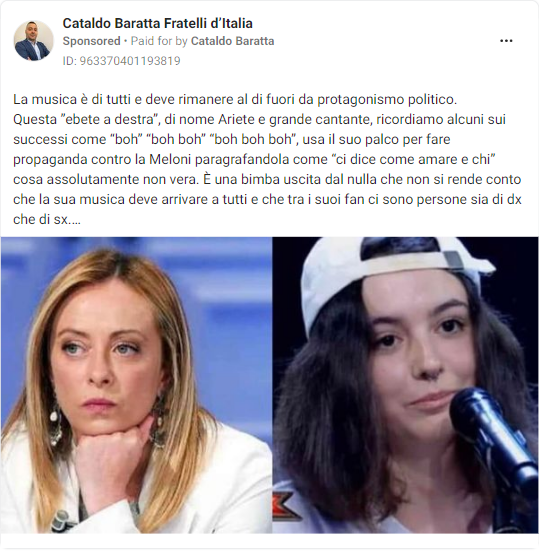 Cataldo Baratta Fratelli d’Italia
Sponsored • Paid for by Cataldo Baratta
ID: 963370401193819
La musica è di tutti e deve rimanere al di fuori da protagonismo politico.
Questa ”ebete a destra”, di nome Ariete e grande cantante, ricordiamo alcuni sui
successi come “boh” “boh boh” “boh boh boh”, usa il suo palco per fare
propaganda contro la Meloni paragrafandola come “ci dice come amare e chi”
cosa assolutamente non vera. È una bimba uscita dal nulla che non si rende conto
che la sua musica deve arrivare a tutti e che tra i suoi fan ci sono persone sia di dx
che di sx....